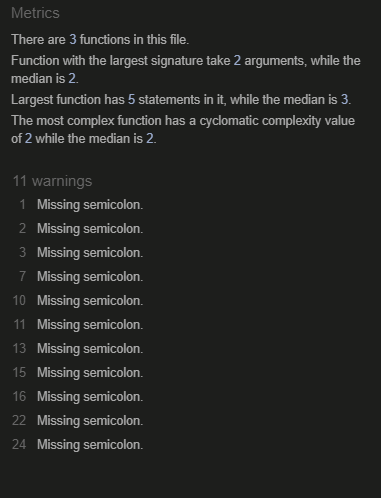 Metrics
There are 3 functions in this file.
Function with the largest signature take 2 arguments, while the
median is 2.
Largest function has 5 statements in it, while the median is 3.
The most complex function has a cyclomatic complexity value
of 2 while the median is 2.
11 warnings
1 Missing semicolon.
2 Missing semicolon.
3 Missing semicolon.
7 Missing semicolon.
10 Missing semicolon.
11 Missing semicolon.
13 Missing semicolon.
15 Missing semicolon.
16 Missing semicolon.
22 Missing semicolon.
24 Missing semicolon.